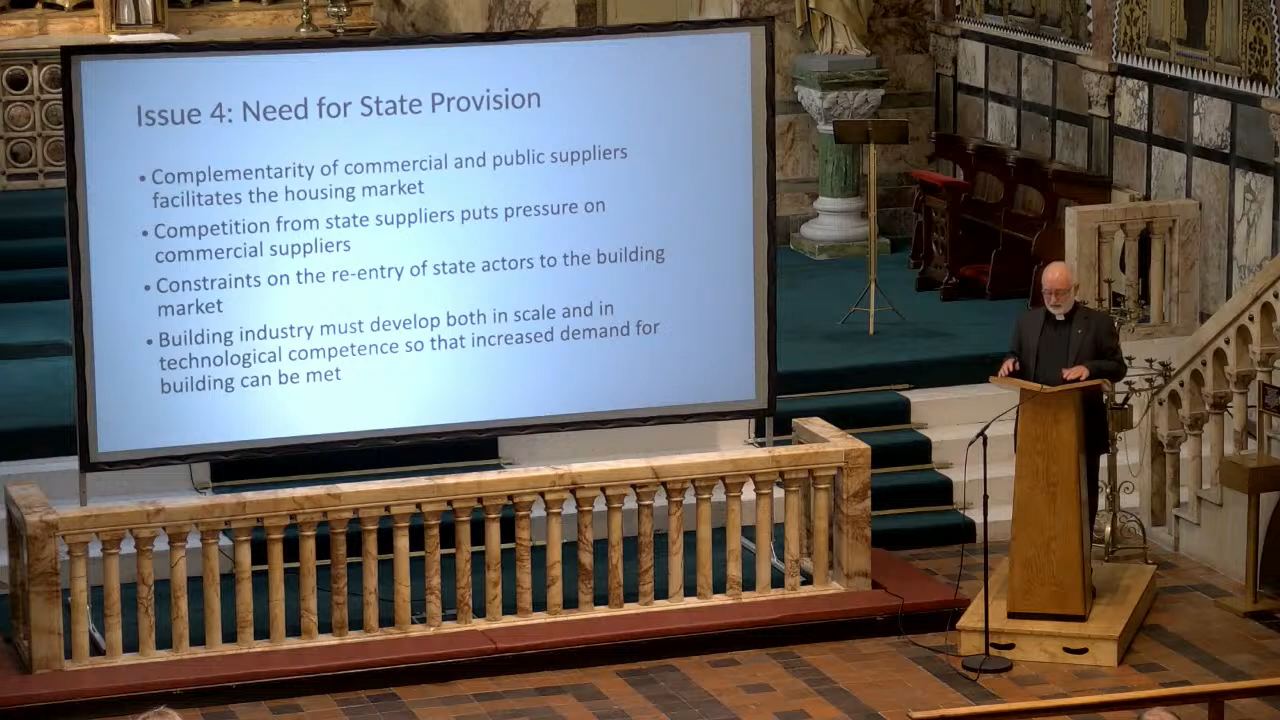 Issue 4: Need for State Provision
• Complementarity of commercial and public suppliers
facilitates the housing market
• Competition from state suppliers puts pressure on
commercial suppliers
• Constraints on the re-entry of state actors to the building
market
• Building industry must develop both in scale and in
technological competence so that increased demand for
building can be met